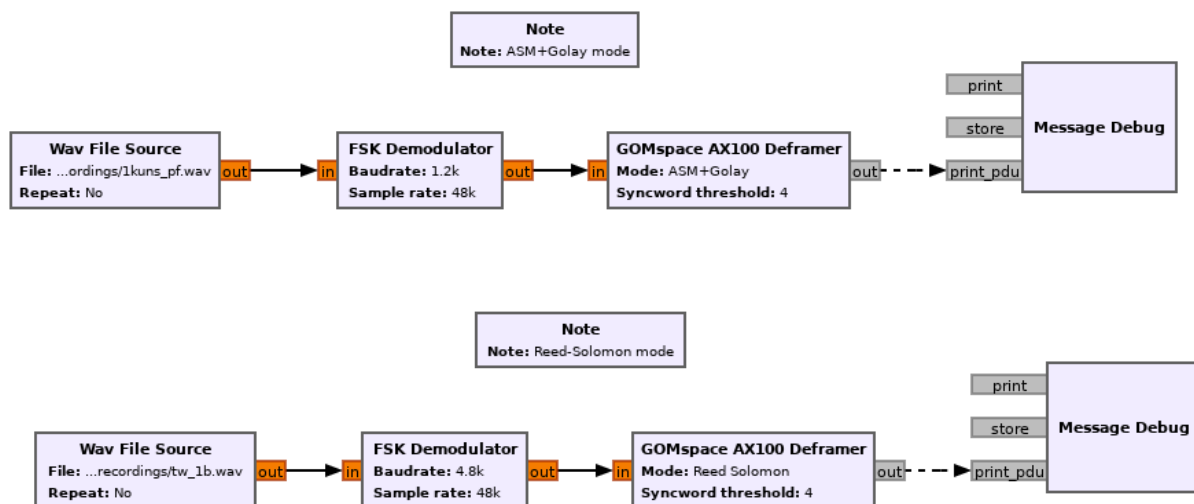 Note
Note: ASM+Golay mode
print
store
print_pdu
Message Debug
Wav File Source
File: ...ordings/1kuns_pf.wav
Repeat: No
out
in
FSK Demodulator
Baudrate: 1.2k
Sample rate: 48k
out
in
GOMspace AX100 Deframer
Mode: ASM+Golay
Syncword threshold: 4
out
Note
Note: Reed-Solomon mode
print
store
print_pdu
Message Debug
Wav File Source
File: ...recordings/tw_1b.wav
Repeat: No
out
in
FSK Demodulator
Baudrate: 4.8k
Sample rate: 48k
out
in
GOMspace AX100 Deframer
Mode: Reed Solomon
Syncword threshold: 4
out